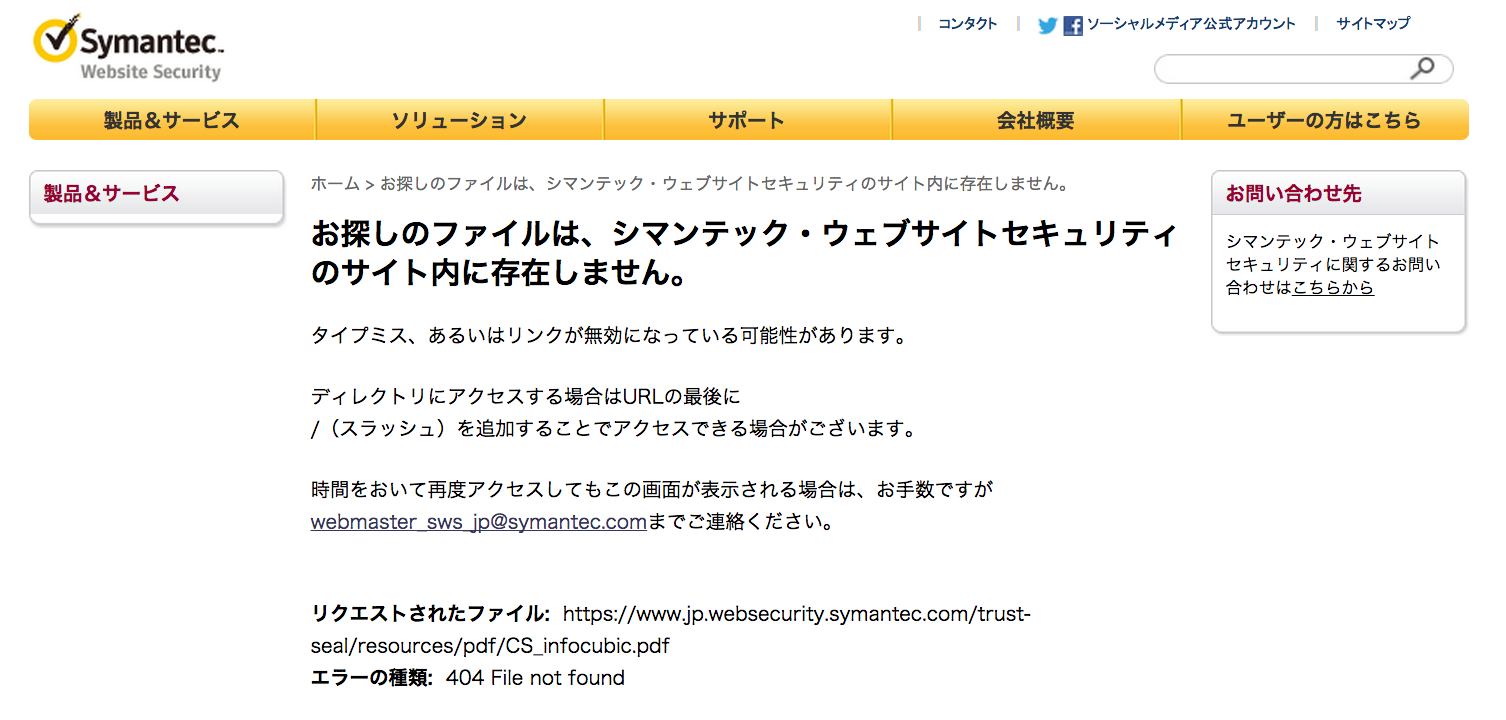 Symantec.
Website Security
コンタクト
ソーシャルメディア公式アカウント
サイトマップ
製品＆サービス
ソリューション
サポート
会社概要
ユーザーの方はこちら
製品＆サービス
ホーム > お探しのファイルは、シマンテック・ウェブサイトセキュリティのサイト内に存在しません。
お探しのファイルは、シマンテック・ウェブサイトセキュリティ
のサイト内に存在しません。
タイプミス、あるいはリンクが無効になっている可能性があります。
ディレクトリにアクセスする場合はURLの最後に
/（スラッシュ）を追加することでアクセスできる場合がございます。
時間をおいて再度アクセスしてもこの画面が表示される場合は、お手数ですが
webmaster_sws_jp@symantec.comまでご連絡ください。
リクエストされたファイル: https://www.jp.websecurity.symantec.com/trust-
seal/resources/pdf/CS_infocubic.pdf
エラーの種類: 404 File not found
お問い合わせ先
シマンテック・ウェブサイト
セキュリティに関するお問い
合わせはこちらから